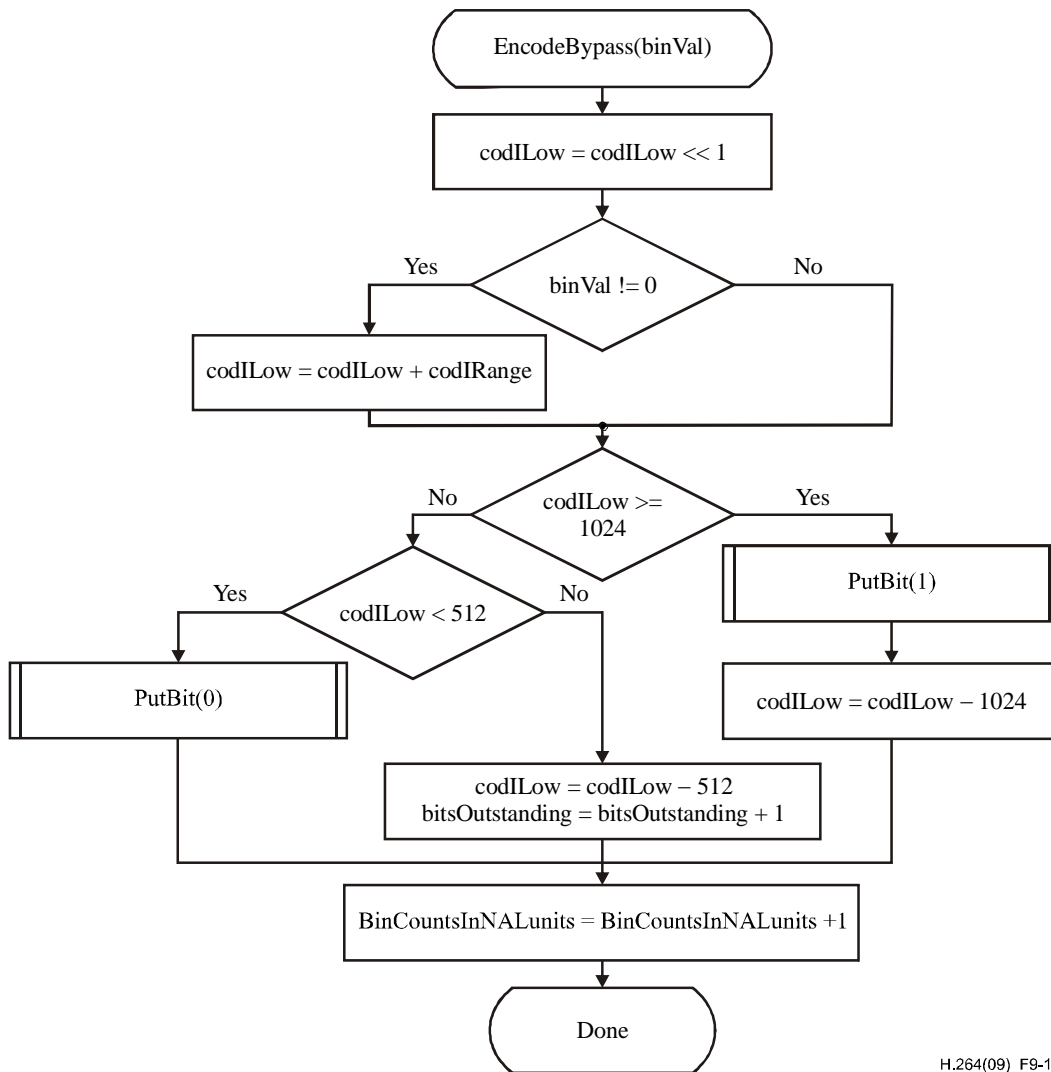 EncodeBypass(binVal)
codILow = codILow << 1
Yes
binVal != 0
No
codILow = codILow + codIRange
No
codILow >=
1024
Yes
PutBit(1)
Yes
codILow < 512
No
PutBit(0)
codILow = codILow – 1024
codILow = codILow – 512
bitsOutstanding = bitsOutstanding + 1
BinCountsInNALunits = BinCountsInNALunits +1
Done
H.264(09)_F9-1